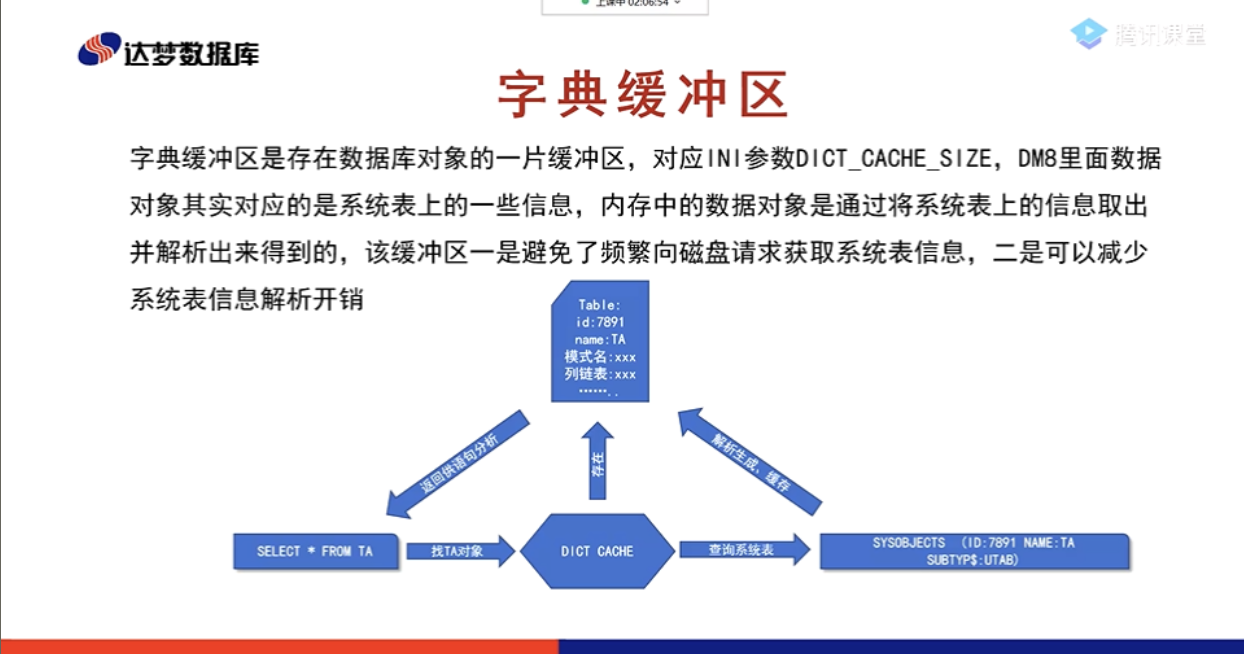 上课中 02:06:54
达梦数据库
腾讯课堂
字典缓冲区
字典缓冲区是存在数据库对象的一片缓冲区，对应INI参数DICT_CACHE_SIZE，DM8里面数据
对象其实对应的是系统表上的一些信息，内存中的数据对象是通过将系统表上的信息取出
并解析出来得到的，该缓冲区一是避免了频繁向磁盘请求获取系统表信息，二是可以减少
系统表信息解析开销
Table:
id:7891
name:TA
模式名:xxx
列链表:xxx
……..
返回供语句分析
存在
解析生成、缓存
SELECT * FROM TA
找TA对象
DICT CACHE
查询系统表
SYSOBJECTS （ID:7891 NAME:TA
SUBTYP$:UTAB）